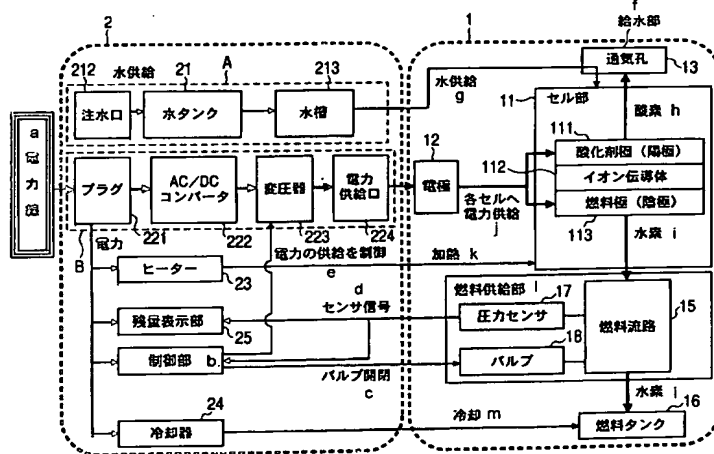 2
1
f
給水部
A
212
21
213
水供給
通気孔
13
注水口
水タンク
水槽
水供給
g
11
セル部
酸素 h
a
電力源
12
111
112
酸化剤極（陽極）
プラグ
AC/DC
コンバータ
変圧器
電力
供給口
電極
イオン伝導体
燃料極（陰極）
各セルへ
電力供給
j
113
221
222
223
224
B
電力
水素 i
電力の供給を制御
e
加熱 k
ヒーター
23
燃料供給部 l
d
センサ信号
17
15
残量表示部
25
圧力センサ
燃料流路
18
制御部 b.
バルブ
バルブ開閉
c
水素 i
24
16
冷却器
冷却 m
燃料タンク